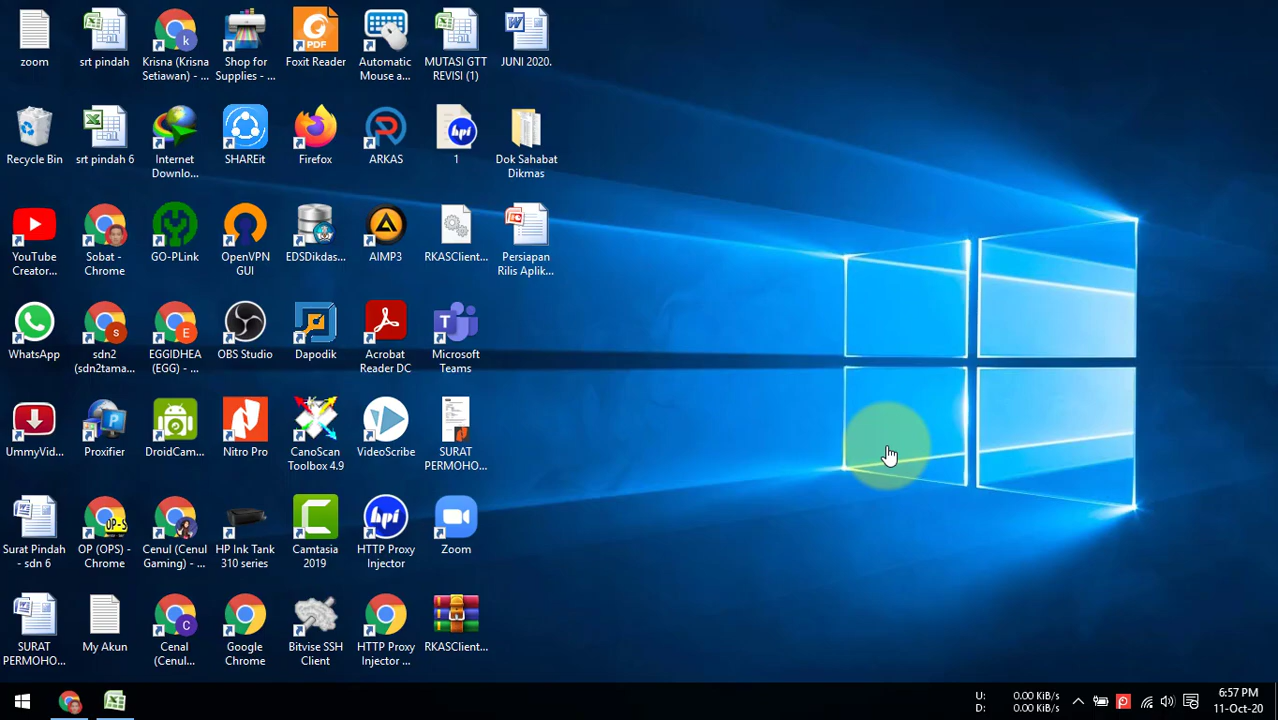 zoom
srt pindah
Krisna (Krisna
Setiawan) - ...
Shop for
Supplies - ...
PDF
Foxit Reader
Automatic
Mouse a...
MUTASI GTT
REVISI (1)
JUNI 2020.
Recycle Bin
srt pindah 6
Internet
Downlo...
SHAREit
Firefox
ARKAS
hpi
1
Dok Sahabat
Dikmas
YouTube
Creator...
Sobat -
Chrome
GO-PLink
OpenVPN
GUI
EDSDikdas...
AIMP3
RKASClient...
Persiapan
Rilis Aplik...
WhatsApp
sdn2
(sdn2tama...
EGGIDHEA
(EGG) - ...
OBS Studio
Dapodik
Acrobat
Reader DC
Microsoft
Teams
UmmyVid...
Proxifier
DroidCam...
Nitro Pro
CanoScan
Toolbox 4.9
VideoScribe
SURAT
PERMOHO...
Surat Pindah
- sdn 6
OP-S
OP (OPS) -
Chrome
Cenul (Cenul
Gaming) - ...
HP Ink Tank
310 series
Camtasia
2019
hpi
HTTP Proxy
Injector
Zoom
SURAT
PERMOHO...
My Akun
Cenal
(Cenul...
Google
Chrome
Bitvise SSH
Client
HTTP Proxy
Injector ...
RKASClient...
U: 0.00 KiB/s
D: 0.00 KiB/s
6:57 PM
11-Oct-20